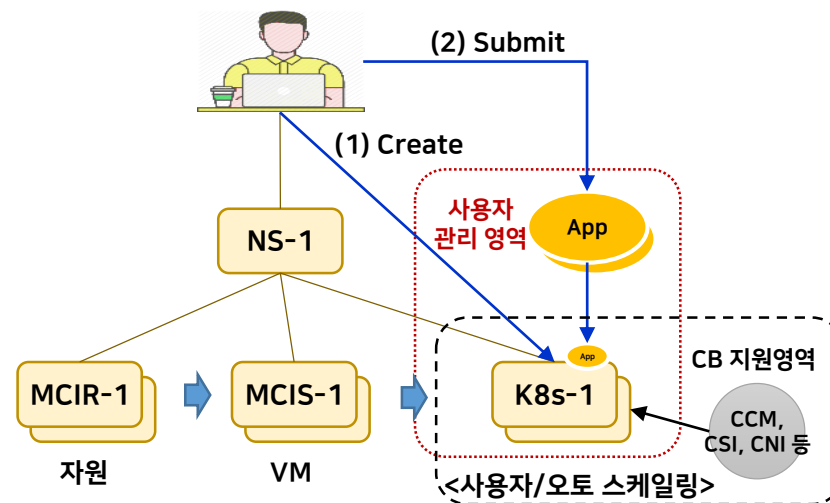 (2) Submit
(1) Create
사용자
관리 영역
App
NS-1
App
CB 지원영역
MCIR-1
MCIS-1
K8s-1
CCM,
CSI, CNI 등
자원
VM
<사용자/오토 스케일링>